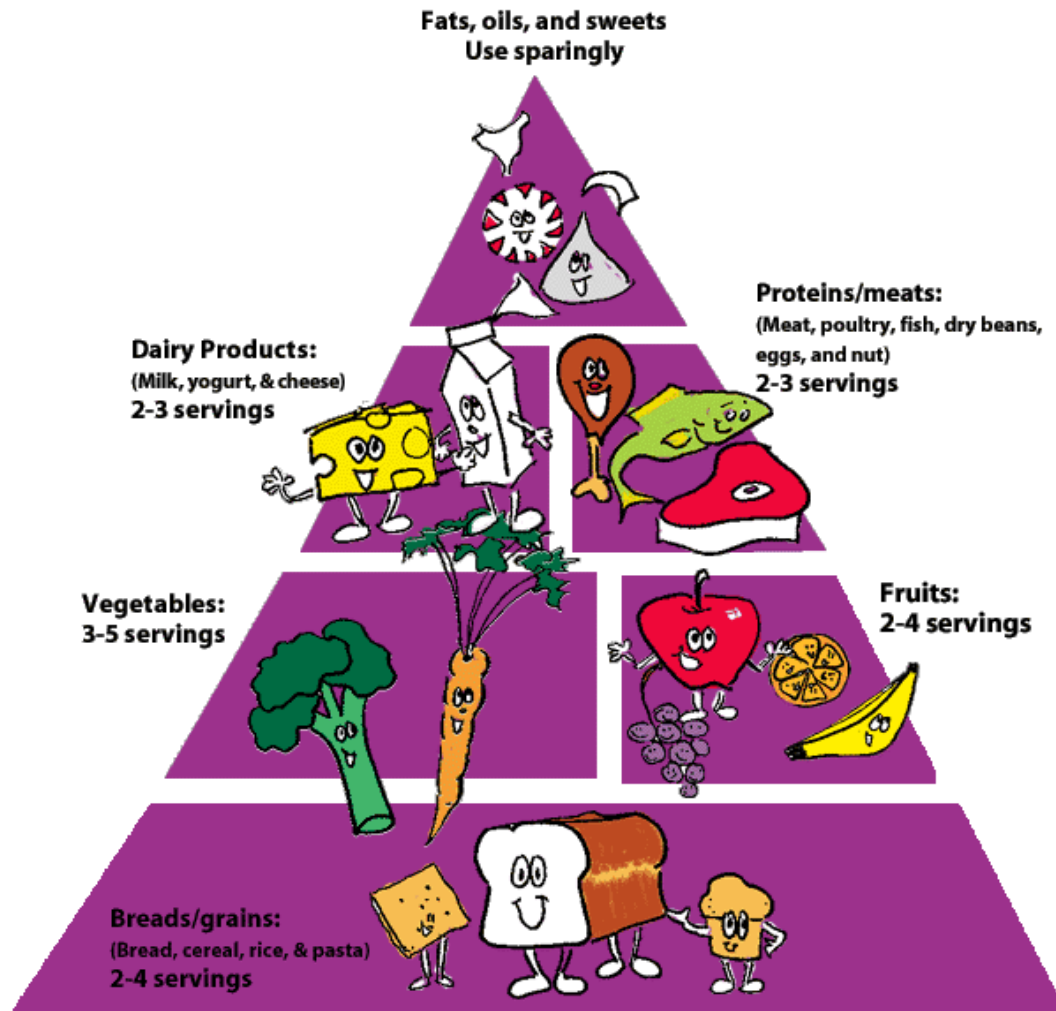 Fats, oils, and sweets
Use sparingly
Dairy Products:
(Milk, yogurt, & cheese)
2-3 servings
Proteins/meats:
(Meat, poultry, fish, dry beans,
eggs, and nut)
2-3 servings
Vegetables:
3-5 servings
Fruits:
2-4 servings
Breads/grains:
(Bread, cereal, rice, & pasta)
2-4 servings